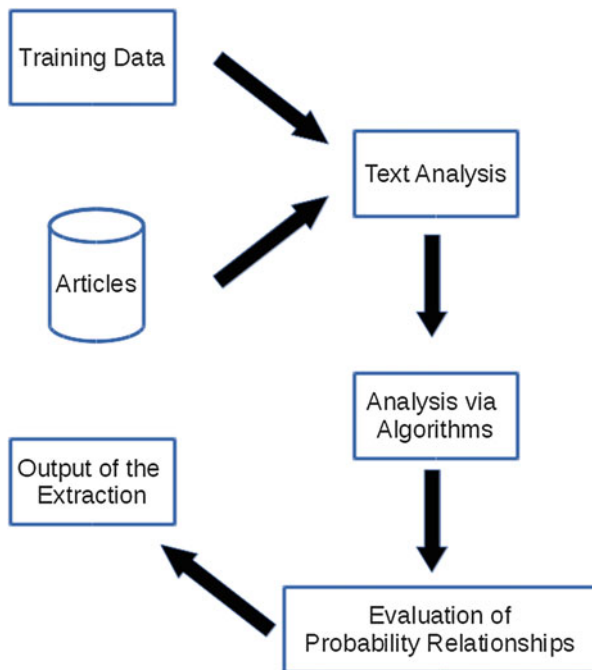 Training Data
Text Analysis
Articles
Analysis via
Algorithms
Output of the
Extraction
Evaluation of
Probability Relationships